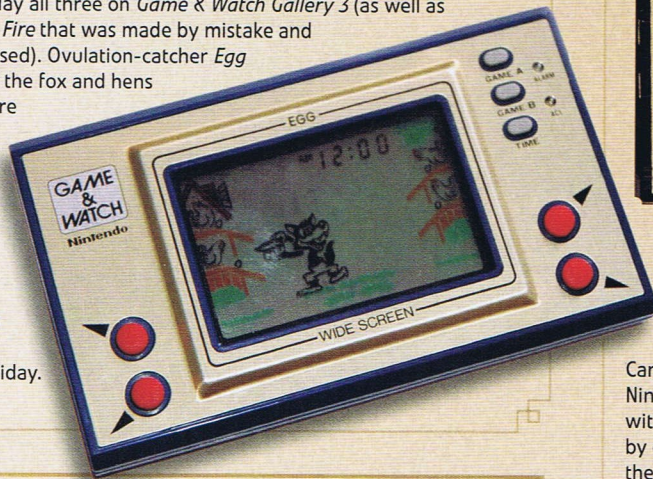 lay all three on Game & Watch Gallery 3 (as well as
Fire that was made by mistake and
sed). Ovulation-catcher Egg
the fox and hens
re
EGG
GAME A
ALARM
GAME B
ACL
TIME
12:00
GAME
&
WATCH
Nintendo
WIDE SCREEN
iday.
Car
Nin
with
by
the